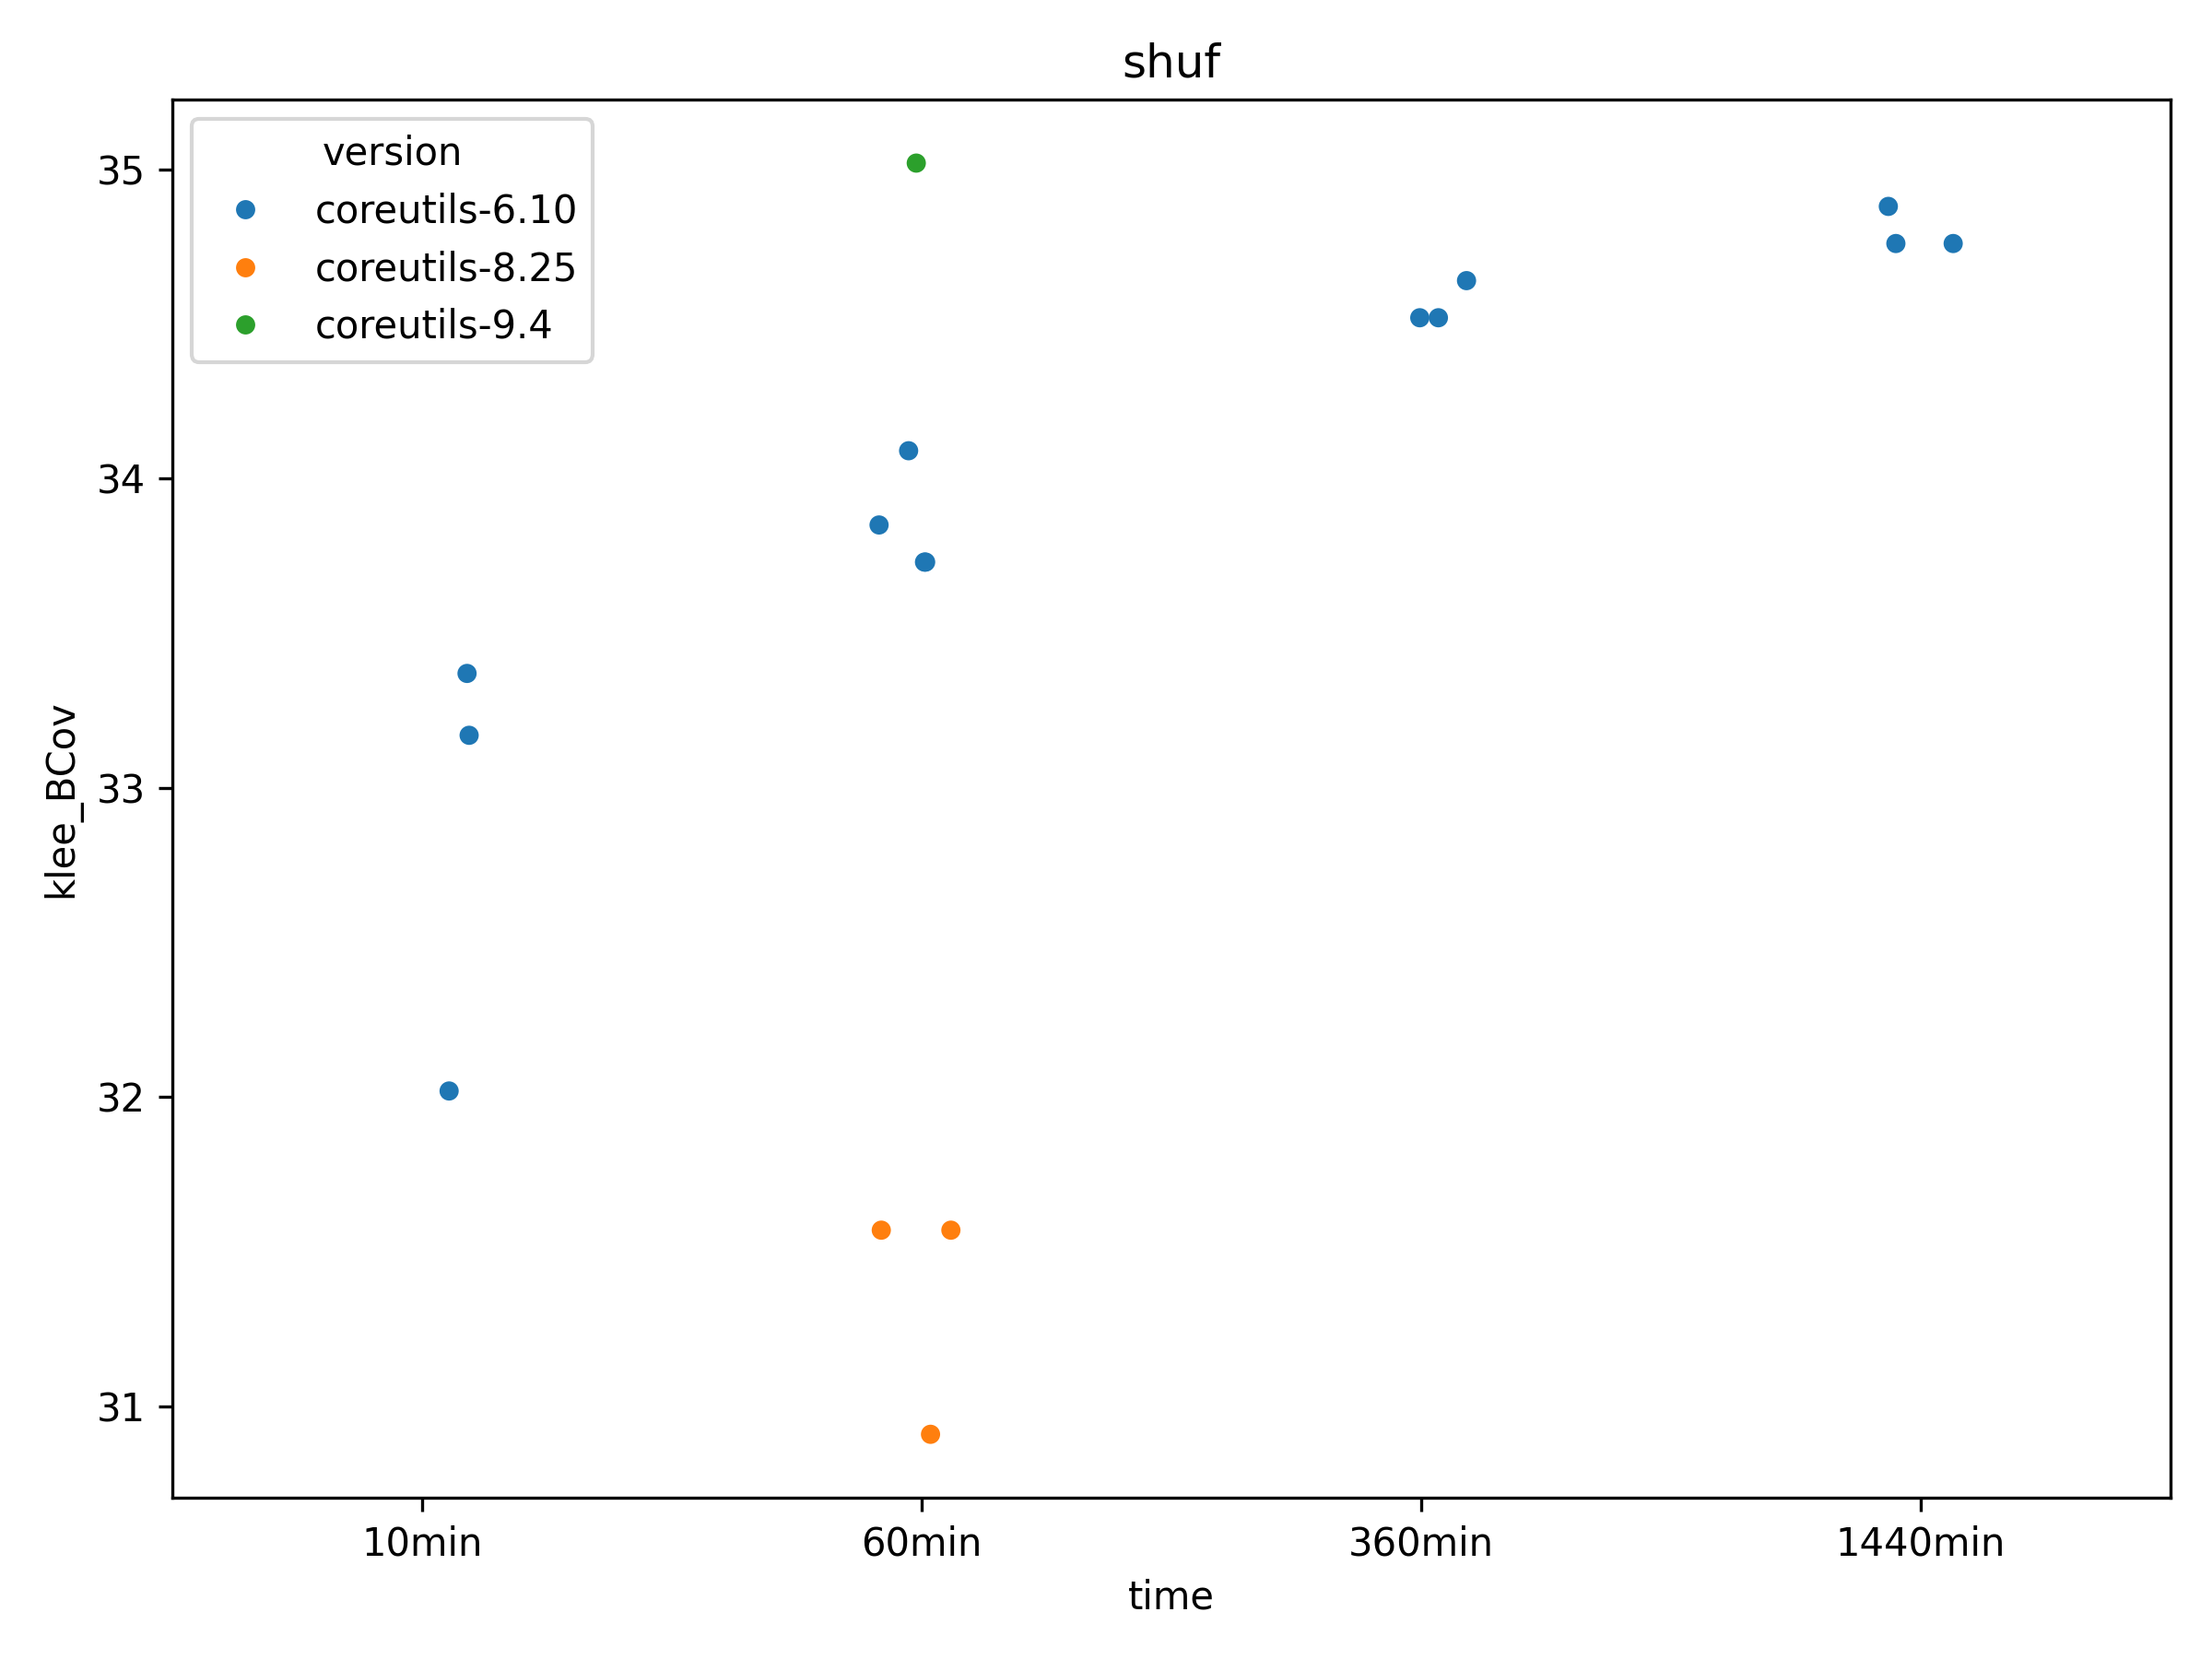 shuf
version
coreutils-6.10
coreutils-8.25
coreutils-9.4
klee_BCov
35
34
33
32
31
10min
60min
360min
1440min
time